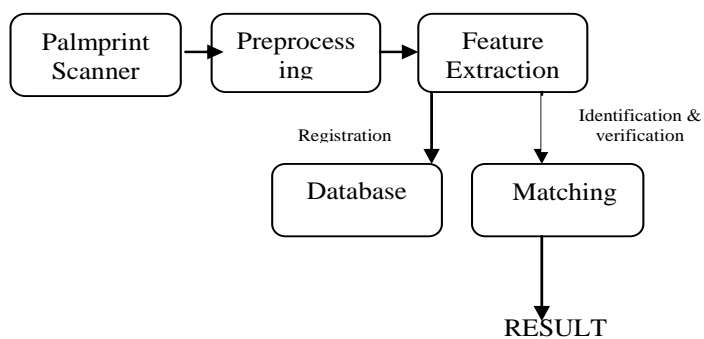 Palmprint
Scanner
Preprocess
ing
Feature
Extraction
Registration
Identification &
verification
Database
Matching
RESULT